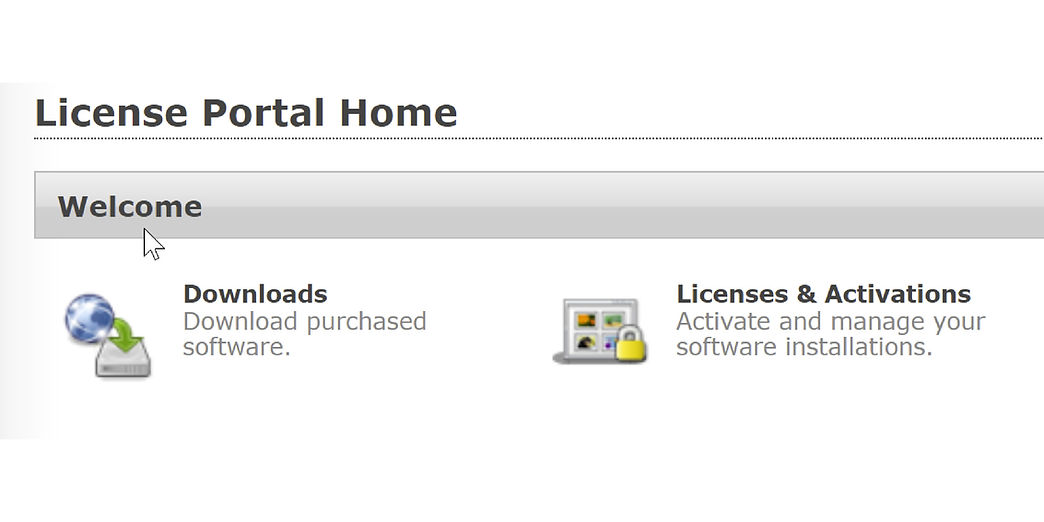 License Portal Home
Welcome
Downloads
Download purchased
software.
Licenses & Activations
Activate and manage your
software installations.